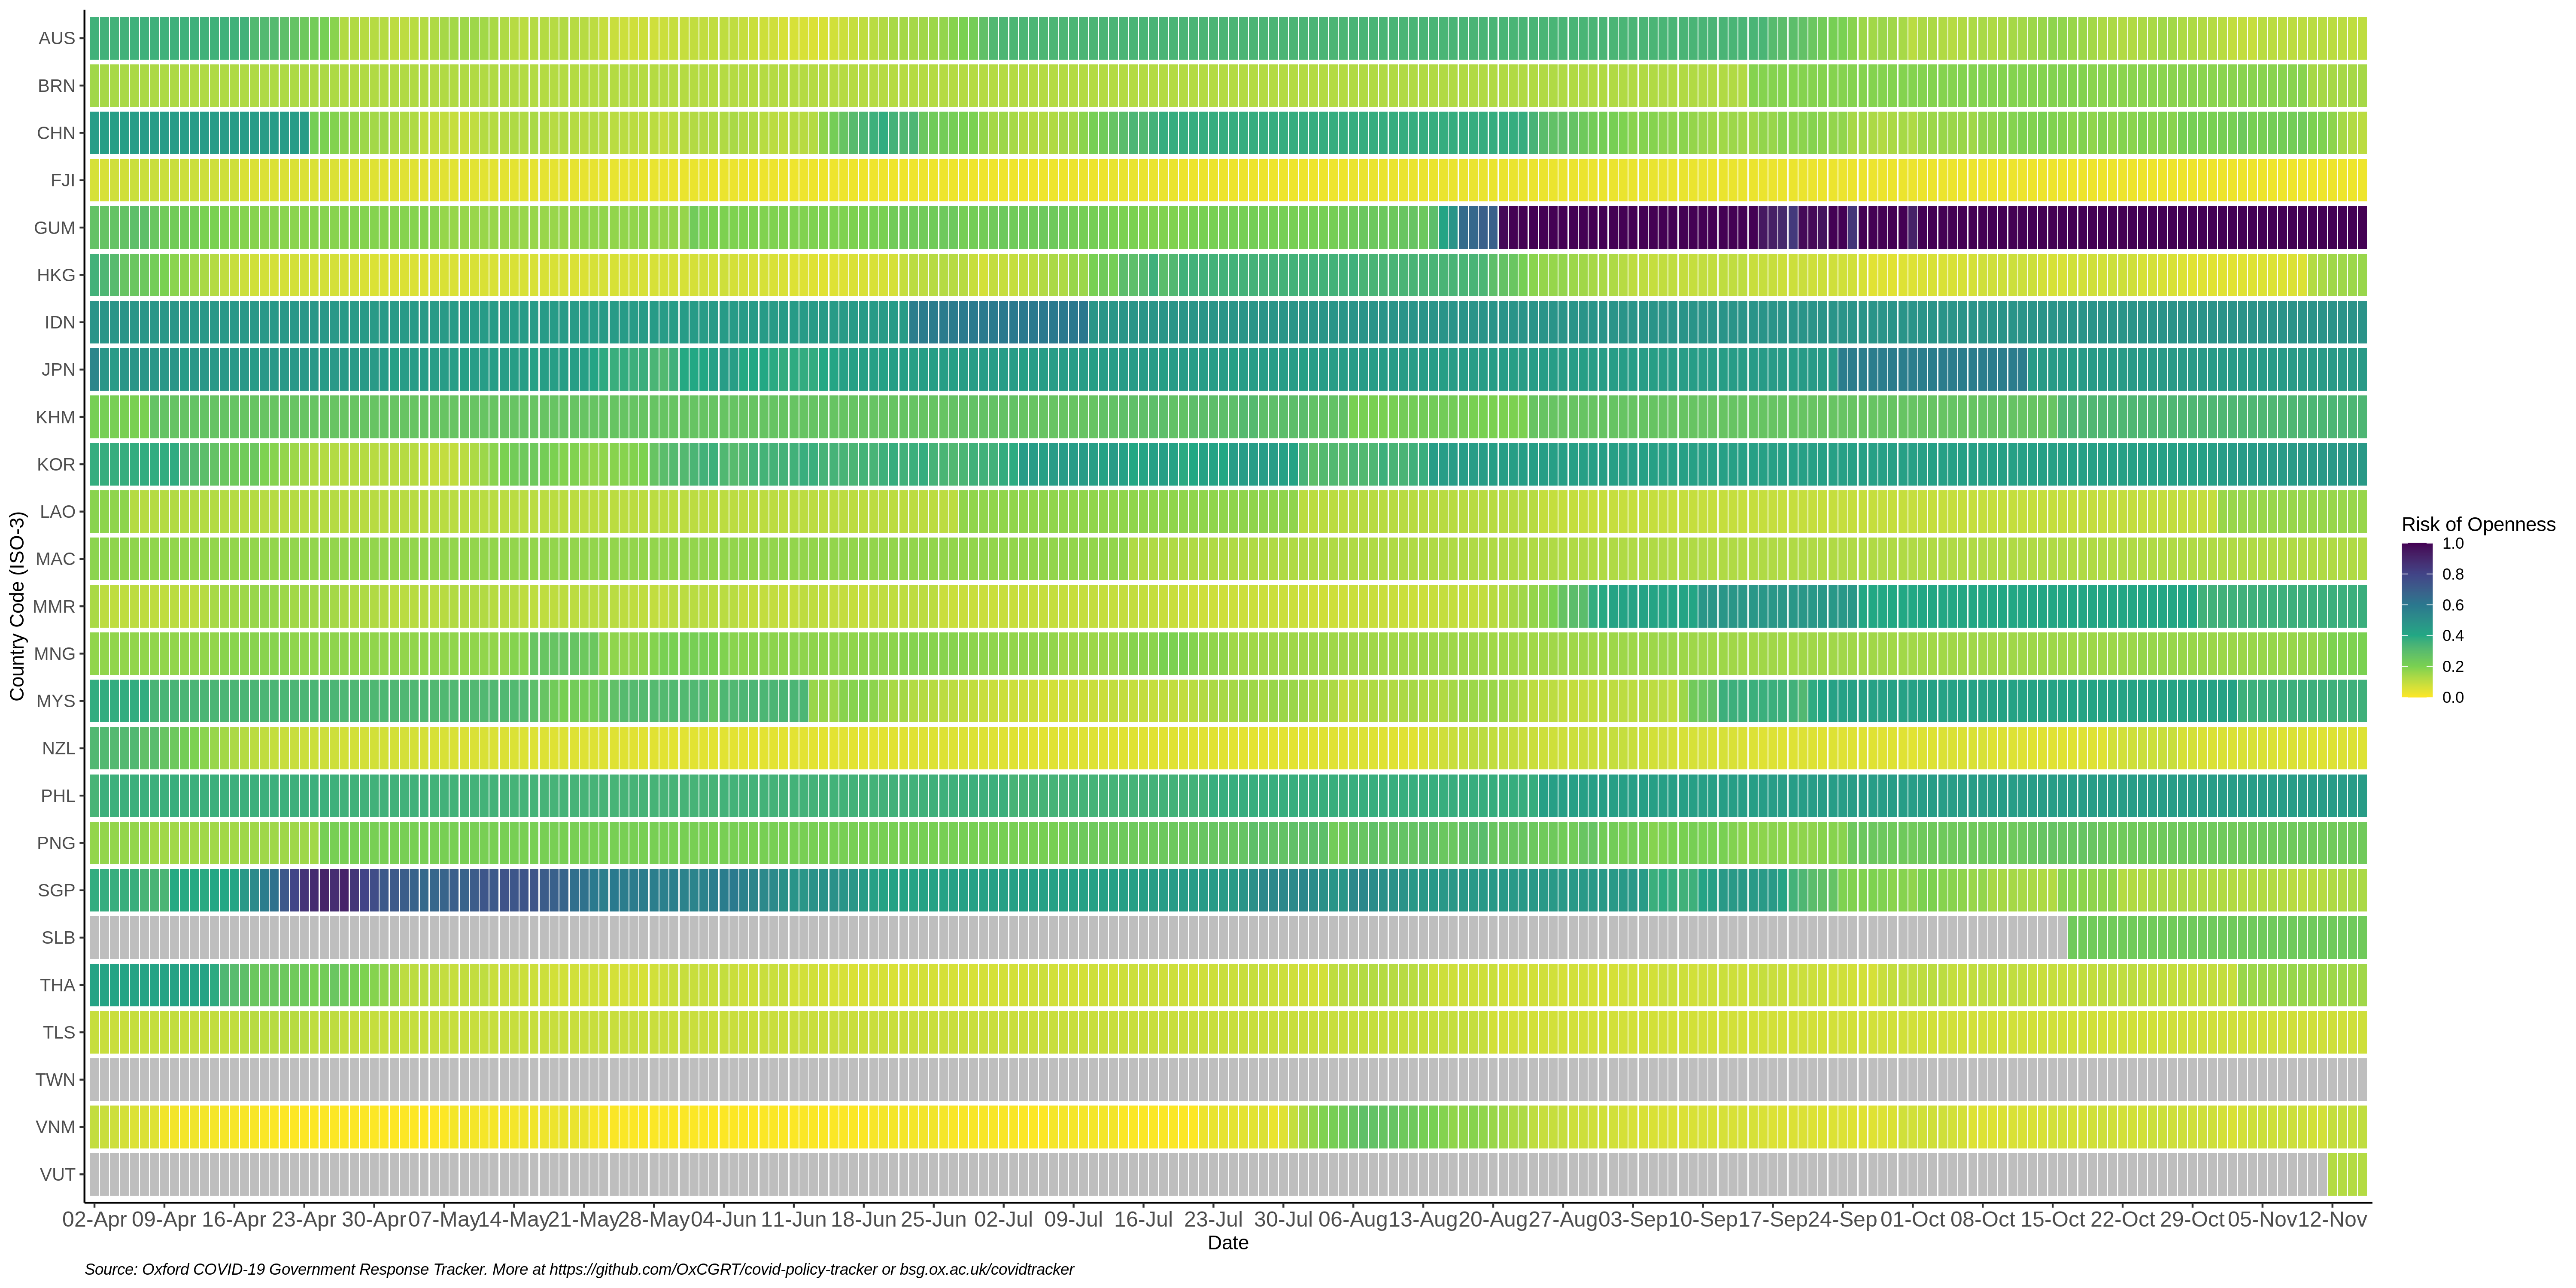 AUS
BRN
CHN
FJI
GUM
HKG
IDN
JPN
KHM
KOR
LAO
MAC
MMR
MNG
MYS
NZL
PHL
PNG
SGP
SLB
THA
TLS
TWN
VNM
VUT
Country Code (ISO-3)
02-Apr 09-Apr 16-Apr 23-Apr 30-Apr 07-May 14-May 21-May 28-May 04-Jun 11-Jun 18-Jun 25-Jun 02-Jul 09-Jul 16-Jul 23-Jul 30-Jul 06-Aug 13-Aug 20-Aug 27-Aug 03-Sep 10-Sep 17-Sep 24-Sep 01-Oct 08-Oct 15-Oct 22-Oct 29-Oct 05-Nov 12-Nov
Date
Risk of Openness
1.0
0.8
0.6
0.4
0.2
0.0
Source: Oxford COVID-19 Government Response Tracker. More at https://github.com/OxCGRT/covid-policy-tracker or bsg.ox.ac.uk/covidtracker